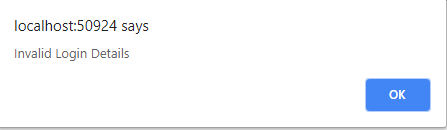 localhost:50924 says
Invalid Login Details
OK